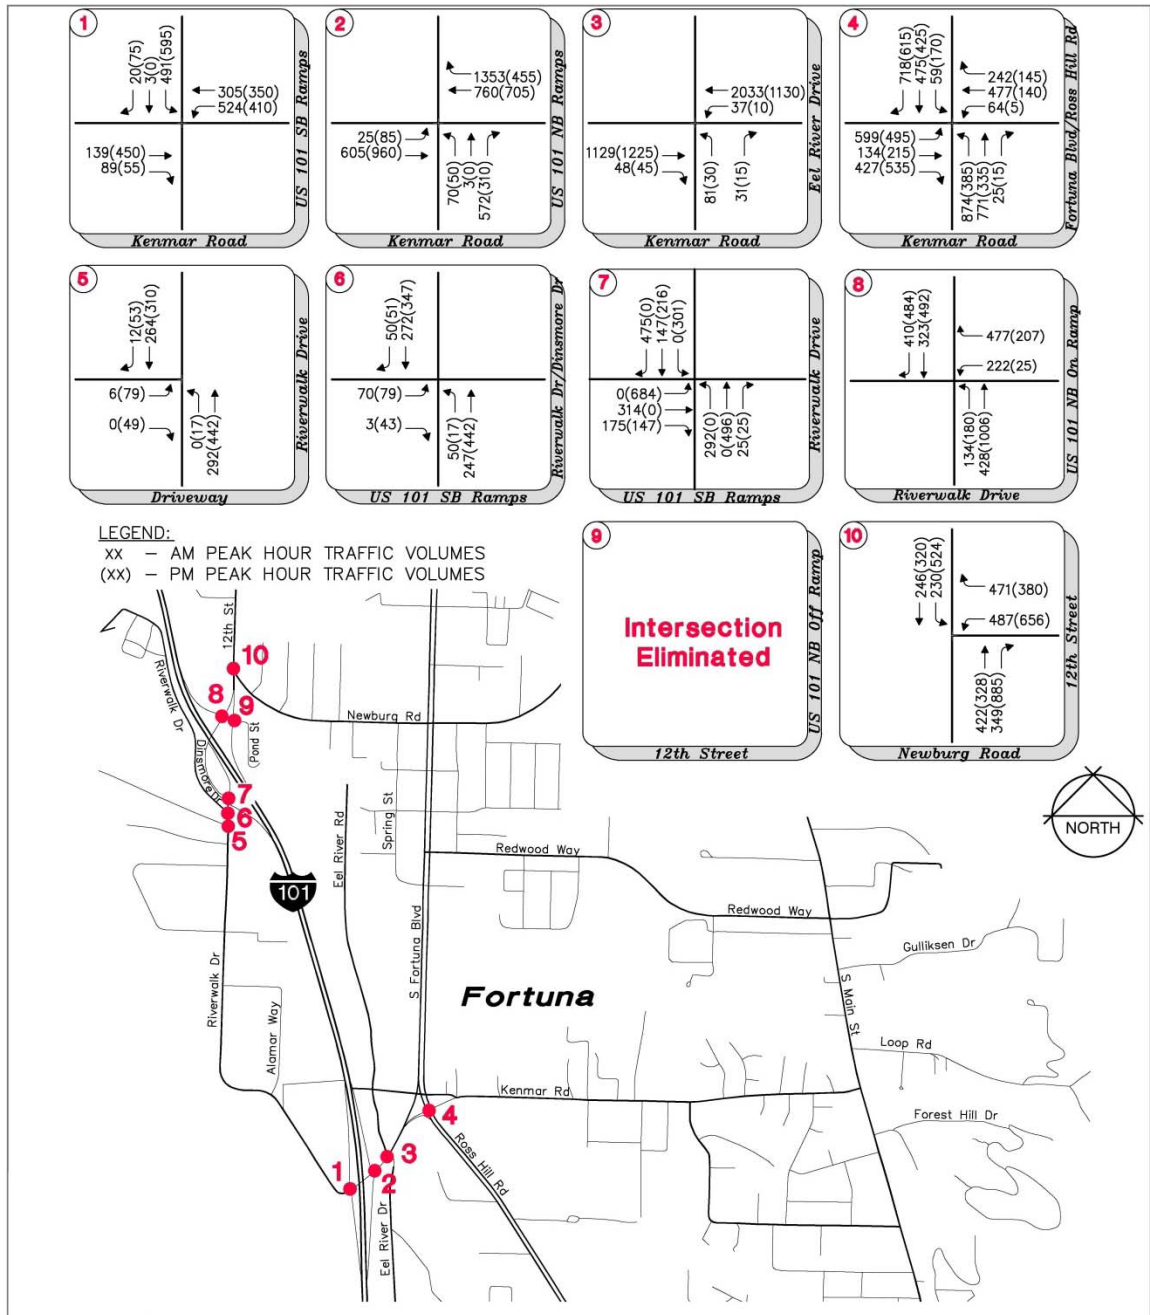 1
20(75)
3(0)
491(595)
305(350)
524(410)
139(450)
89(55)
US 101 SB Ramps
Kenmar Road
2
1353(455)
760(705)
25(85)
605(960)
70(50)
3(0)
572(310)
US 101 NB Ramps
Kenmar Road
3
2033(1130)
37(10)
1129(1225)
48(45)
81(30)
31(15)
Eel River Drive
Kenmar Road
4
718(615)
475(425)
59(170)
242(145)
477(140)
64(5)
599(495)
134(215)
427(535)
874(385)
771(335)
25(15)
Fortuna Blvd/Ross Hill Rd
Kenmar Road
5
12(53)
264(310)
6(79)
0(49)
0(17)
292(442)
Riverwalk Drive
Driveway
6
50(51)
272(347)
70(79)
3(43)
50(17)
247(442)
Riverwalk Dr/Dinsmore Dr
US 101 SB Ramps
7
475(0)
147(216)
0(301)
0(684)
314(0)
175(147)
292(0)
0(496)
25(25)
Riverwalk Drive
US 101 SB Ramps
8
410(484)
323(492)
477(207)
222(25)
134(180)
428(1006)
US 101 NB On Ramp
Riverwalk Drive
LEGEND:
XX – AM PEAK HOUR TRAFFIC VOLUMES
(XX) – PM PEAK HOUR TRAFFIC VOLUMES
9
Intersection
Eliminated
US 101 NB Off Ramp
12th Street
10
246(320)
230(524)
471(380)
487(656)
422(328)
349(885)
12th Street
Newburg Road
12th St
10
8
9
Riverwalk Dr
Newburg Rd
Pond St
Dinsmore Dr
7
6
5
Spring St
Eel River Rd
Redwood Way
101
Redwood Way
NORTH
Gulliksen Dr
S Fortuna Blvd
Riverwalk Dr
Fortuna
S Main St
Alamar Way
Loop Rd
Kenmar Rd
4
Forest Hill Dr
3
Ross Hill Rd
1
2
Eel River Dr